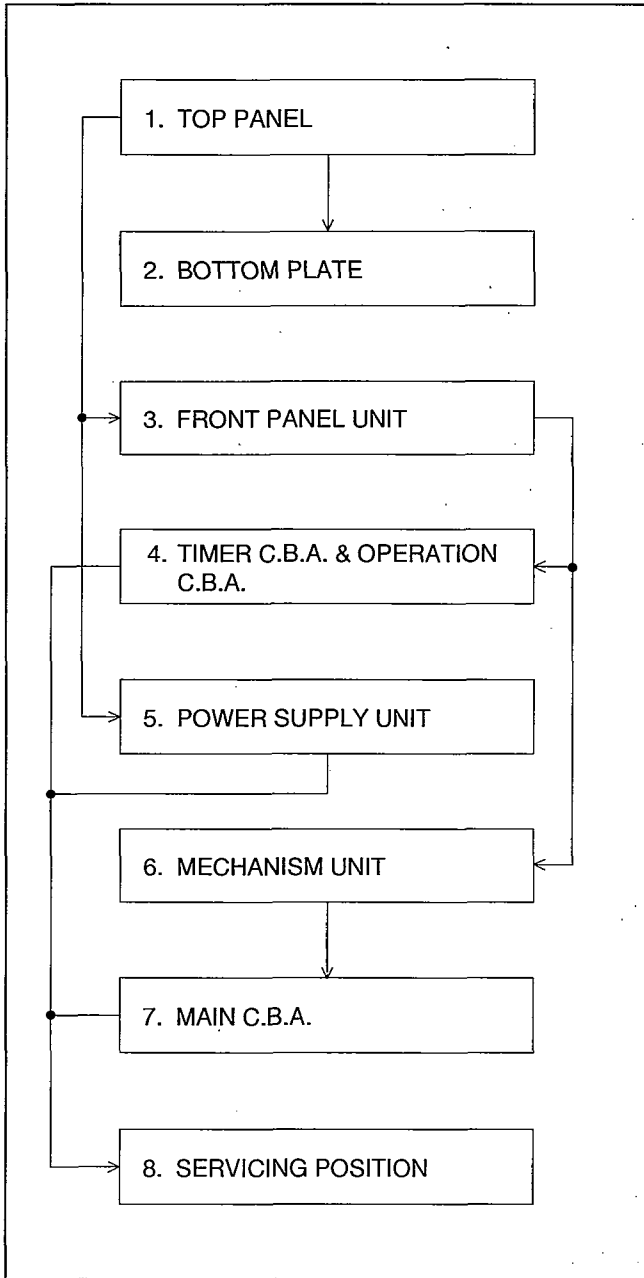 1. TOP PANEL
2. BOTTOM PLATE
3. FRONT PANEL UNIT
4. TIMER C.B.A. & OPERATION
C.B.A.
5. POWER SUPPLY UNIT
6. MECHANISM UNIT
7. MAIN C.B.A.
8. SERVICING POSITION